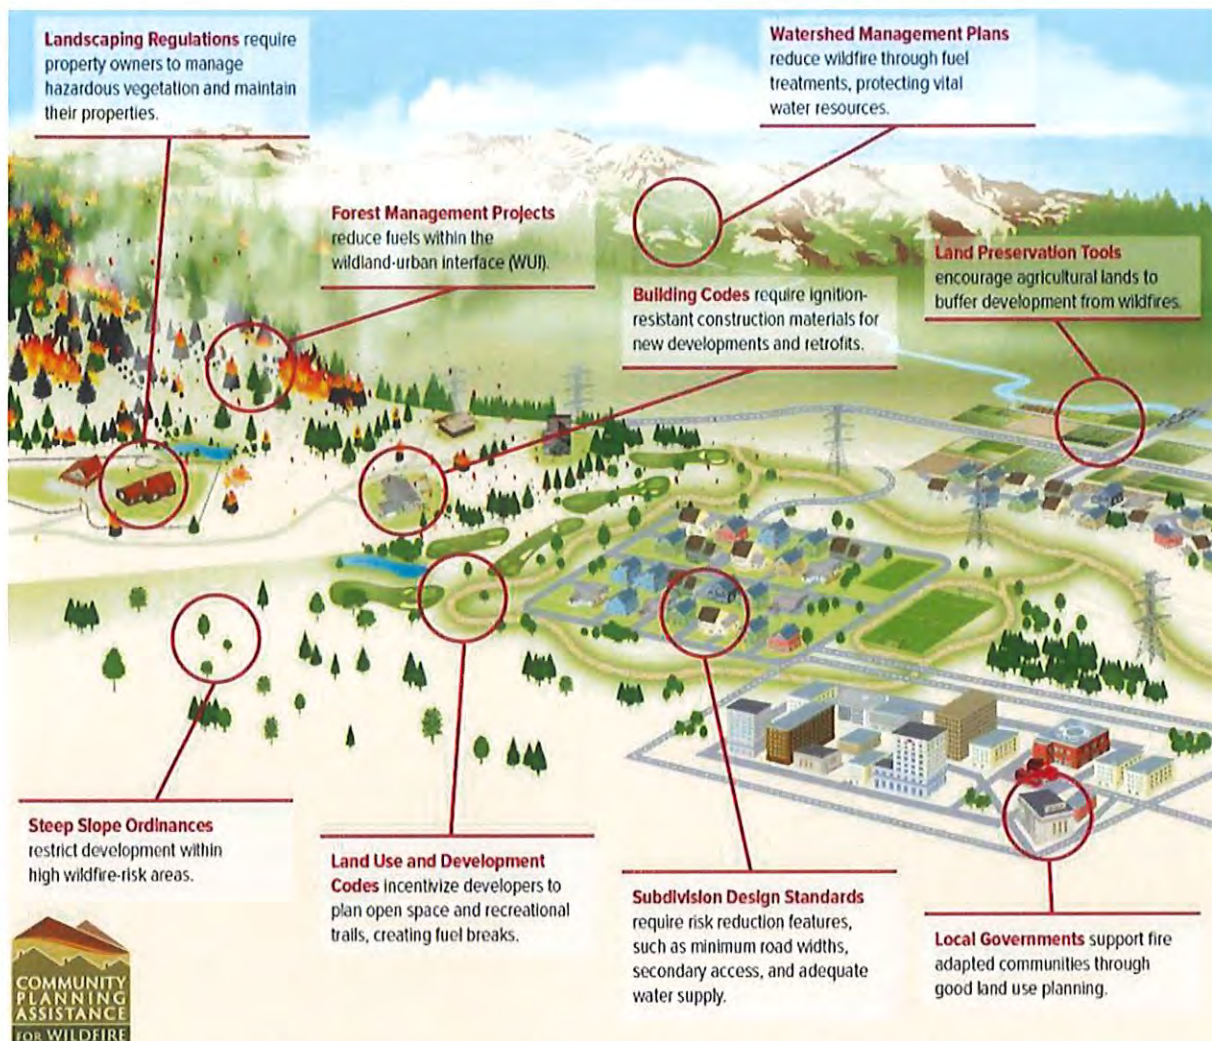 Landscaping Regulations require
property owners to manage
hazardous vegetation and maintain
their properties.
Watershed Management Plans
reduce wildfire through fuel
treatments, protecting vital
water resources.
Forest Management Projects
reduce fuels within the
wildland-urban interface (WUI).
Land Preservation Tools
encourage agricultural lands to
buffer development from wildfires.
Building Codes require ignition-
resistant construction materials for
new developments and retrofits.
Steep Slope Ordinances
restrict development within
high wildfire-risk areas.
Land Use and Development
Codes incentivize developers to
plan open space and recreational
trails, creating fuel breaks.
Subdivision Design Standards
require risk reduction features,
such as minimum road widths,
secondary access, and adequate
water supply.
Local Governments support fire
adapted communities through
good land use planning.
COMMUNITY
PLANNING
ASSISTANCE
FOR WILDFIRE